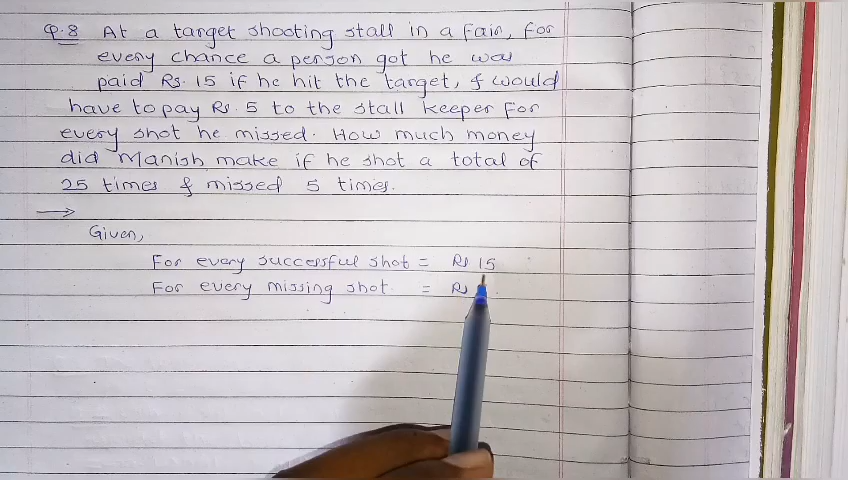 Q.8 At a target shooting stall in a fair, for
every chance a person got he was
paid Rs. 15 if he hit the target, & would
have to pay Rs. 5 to the stall keeper for
every shot he missed. How much money
did Manish make if he shot a total of
25 times & missed 5 times.
→
Given,
For every successful shot = Rs 15
For every missing shot. = Rs